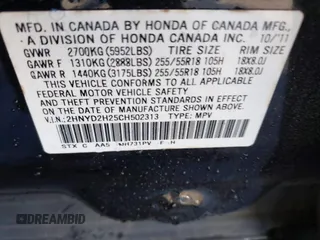 MFD. IN CANADA BY HONDA OF CANADA MFG.,
A DIVISION OF HONDA CANADA INC. 10/'11
GVWR 2700KG(5952LBS) TIRE SIZE RIM SIZE
GAWR F 1310KG(2888LBS) 255/55R18 105H 18X8.0J
GAWR R 1440KG(3175LBS) 255/55R18 105H 18X8.0J
THIS VEHICLE CONFORMS TO ALL APPLICABLE
FEDERAL MOTOR VEHICLE SAFETY STANDARDS IN EFFECT
ON THE DATE OF MANUFACTURE SHOWN ABOVE.
V.I.N.: 2HNYD2H25CH502313 TYPE: MPV
STX C AAS
DREAMBID